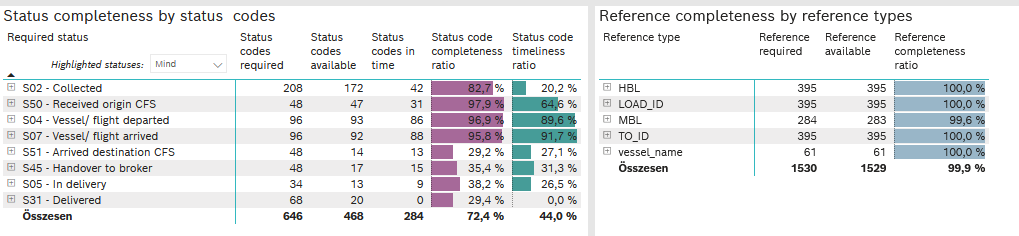 Status completeness by status  codes
Required status Status codes required Status codes available Status codes in time Status code completeness ratio Status code timeliness ratio
Highlighted statuses: Mind
S02 - Collected 208 172 42 82,7 % 20,2 %
S50 - Received origin CFS 48 47 31 97,9 % 64,6 %
S04 - Vessel/ flight departed 96 93 86 96,9 % 89,6 %
S07 - Vessel/ flight arrived 96 92 88 95,8 % 91,7 %
S51 - Arrived destination CFS 48 14 13 29,2 % 27,1 %
S45 - Handover to broker 48 17 15 35,4 % 31,3 %
S05 - In delivery 34 13 9 38,2 % 26,5 %
S31 - Delivered 68 20 0 29,4 % 0,0 %
Összesen 646 468 284 72,4 % 44,0 %
Reference completeness by reference types
Reference type Reference required Reference available Reference completeness ratio
HBL 395 395 100,0 %
LOAD_ID 395 395 100,0 %
MBL 284 283 99,6 %
TO_ID 395 395 100,0 %
vessel_name 61 61 100,0 %
Összesen 1530 1529 99,9 %